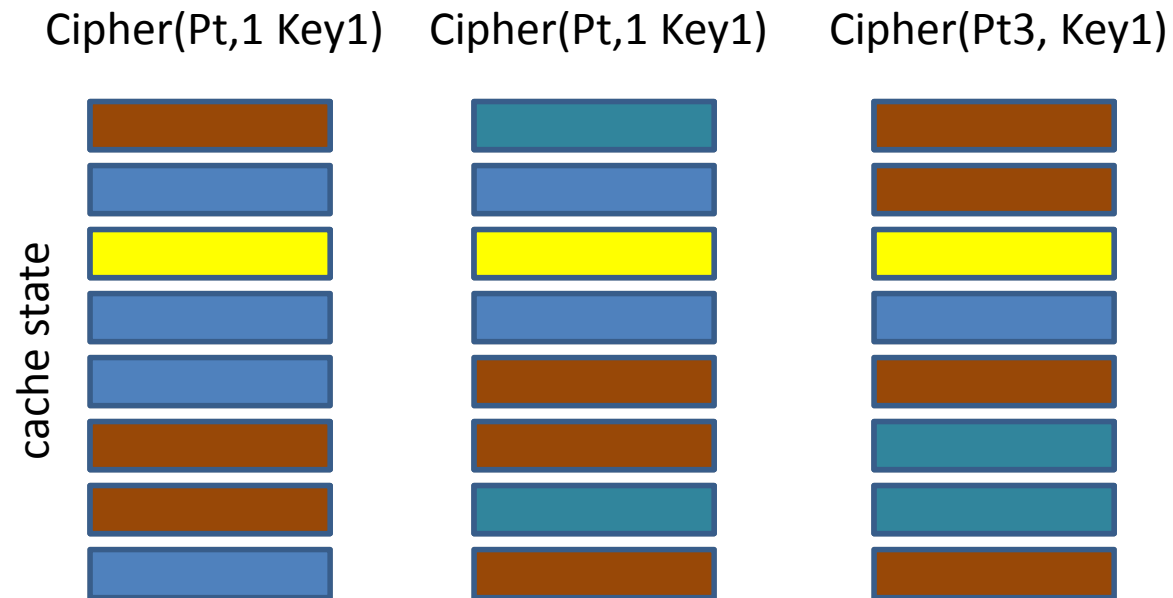 Cipher(Pt,1 Key1)
Cipher(Pt,1 Key1)
Cipher(Pt3, Key1)
cache state